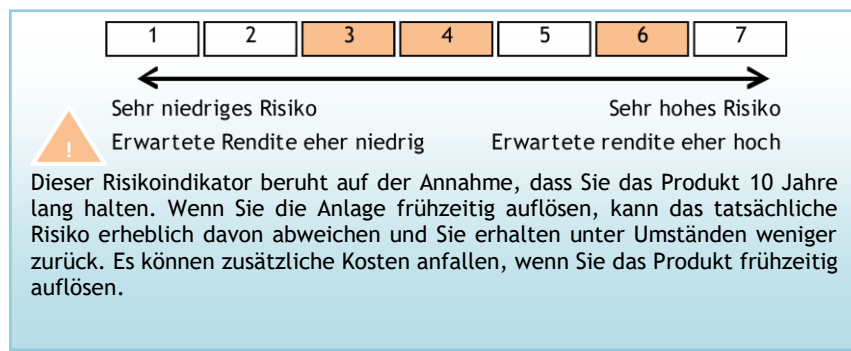 1 2 3 4 5 6 7
Sehr niedriges Risiko Sehr hohes Risiko
! Erwartete Rendite eher niedrig Erwartete rendite eher hoch
Dieser Risikoindikator beruht auf der Annahme, dass Sie das Produkt 10 Jahre
lang halten. Wenn Sie die Anlage frühzeitig auflösen, kann das tatsächliche
Risiko erheblich davon abweichen und Sie erhalten unter Umständen weniger
zurück. Es können zusätzliche Kosten anfallen, wenn Sie das Produkt frühzeitig
auflösen.